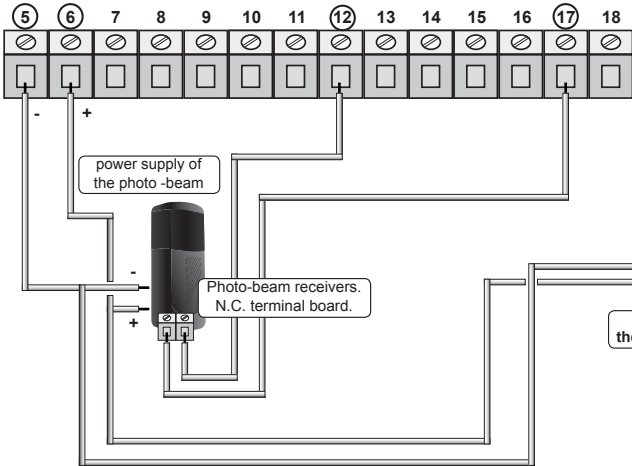 5 6 7 8 9 10 11 12 13 14 15 16 17 18
- +
power supply of
the photo -beam
-
Photo-beam receivers.
N.C. terminal board.
+